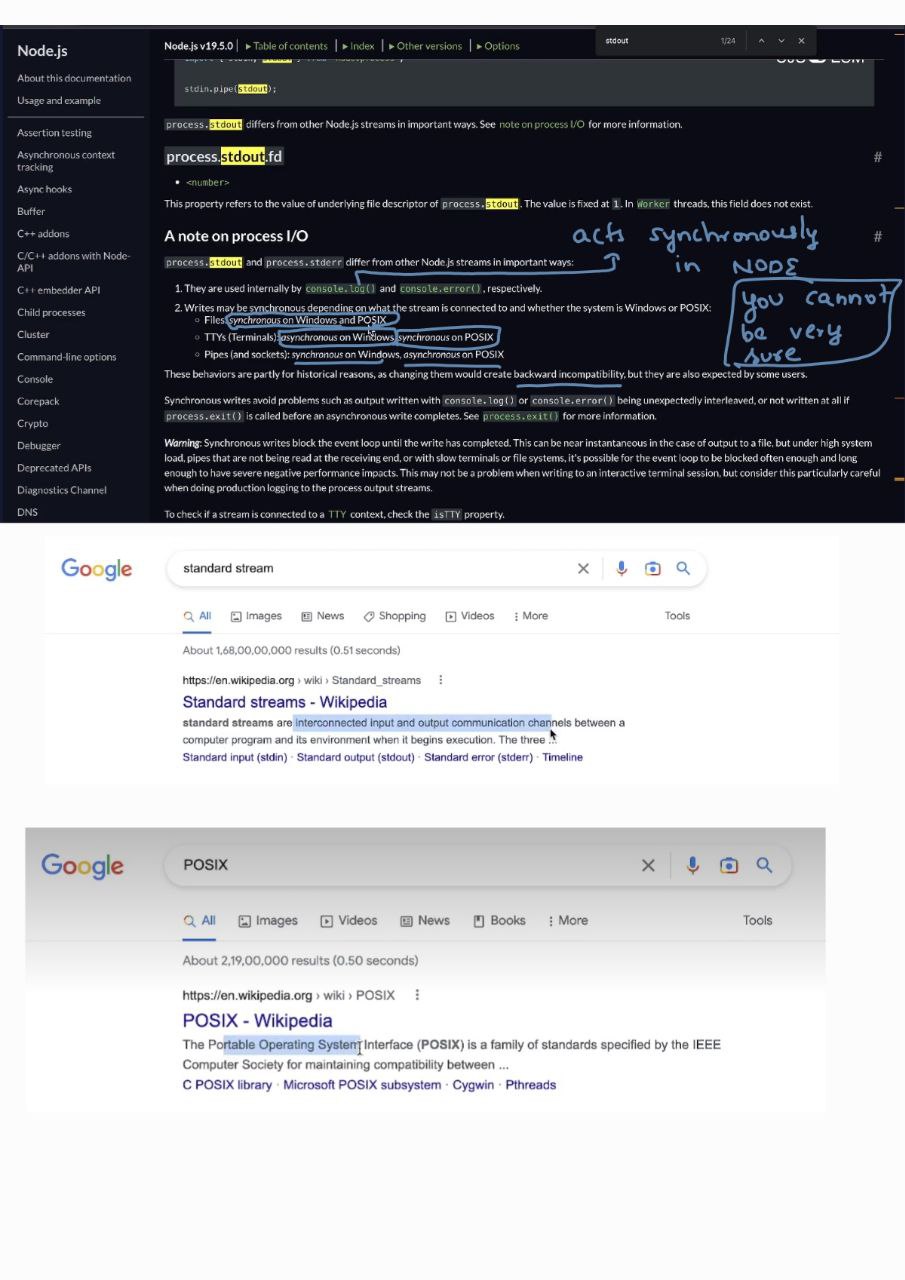 Node.js
About this documentation
Usage and example
Assertion testing
Asynchronous context
tracking
Async hooks
Buffer
C++ addons
C/C++ addons with Node-
API
C++ embedder API
Child processes
Cluster
Command-line options
Console
Corepack
Crypto
Debugger
Deprecated APIs
Diagnostics Channel
DNS
Node.js v19.5.0 | ► Table of contents | ► Index | ► Other versions | ► Options
stdout 1/24
stdin.pipe(stdout);
process.stdout differs from other Node.js streams in important ways. See note on process I/O for more information.
process.stdout.fd #
• <number>
This property refers to the value of underlying file descriptor of process.stdout. The value is fixed at 1. In Worker threads, this field does not exist.
A note on process I/O #
acts synchronously
in NODE
process.stdout and process.stderr differ from other Node.js streams in important ways:
1. They are used internally by console.log() and console.error(), respectively.
2. Writes may be synchronous depending on what the stream is connected to and whether the system is Windows or POSIX:
Files: synchronous on Windows and POSIX
TTYs (Terminals): asynchronous on Windows, synchronous on POSIX
Pipes (and sockets): synchronous on Windows, asynchronous on POSIX
you cannot
be very
sure
These behaviors are partly for historical reasons, as changing them would create backward incompatibility, but they are also expected by some users.
Synchronous writes avoid problems such as output written with console.log() or console.error() being unexpectedly interleaved, or not written at all if
process.exit() is called before an asynchronous write completes. See process.exit() for more information.
Warning: Synchronous writes block the event loop until the write has completed. This can be near instantaneous in the case of output to a file, but under high system
load, pipes that are not being read at the receiving end, or with slow terminals or file systems, it's possible for the event loop to be blocked often enough and long
enough to have severe negative performance impacts. This may not be a problem when writing to an interactive terminal session, but consider this particularly careful
when doing production logging to the process output streams.
To check if a stream is connected to a TTY context, check the isTTY property.
Google
standard stream
All Images News Shopping Videos More Tools
About 1,68,00,00,000 results (0.51 seconds)
https://en.wikipedia.org › wiki › Standard_streams
Standard streams - Wikipedia
standard streams are interconnected input and output communication channels between a
computer program and its environment when it begins execution. The three ...
Standard input (stdin) · Standard output (stdout) · Standard error (stderr) · Timeline
Google
POSIX
All Images Videos News Books More Tools
About 2,19,00,000 results (0.50 seconds)
https://en.wikipedia.org › wiki › POSIX
POSIX - Wikipedia
The Portable Operating System Interface (POSIX) is a family of standards specified by the IEEE
Computer Society for maintaining compatibility between ...
C POSIX library · Microsoft POSIX subsystem · Cygwin · Pthreads